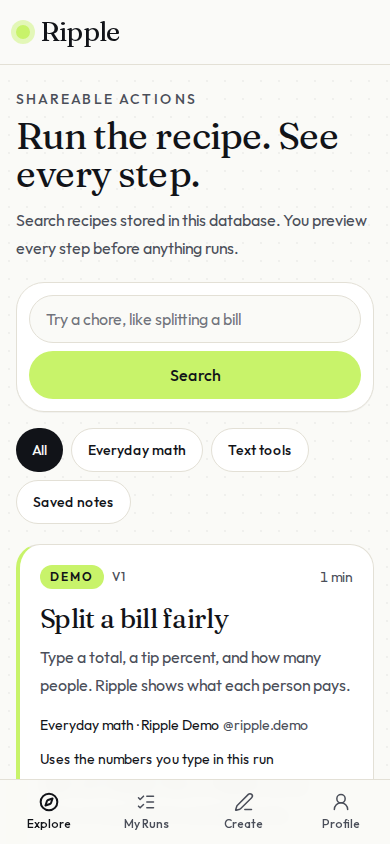 Ripple
SHAREABLE ACTIONS
Run the recipe. See
every step.
Search recipes stored in this database. You preview
every step before anything runs.
Try a chore, like splitting a bill
Search
All
Everyday math
Text tools
Saved notes
DEMO V1 1 min
Split a bill fairly
Type a total, a tip percent, and how many
people. Ripple shows what each person pays.
Everyday math · Ripple Demo @ripple.demo
Uses the numbers you type in this run
Explore
My Runs
Create
Profile